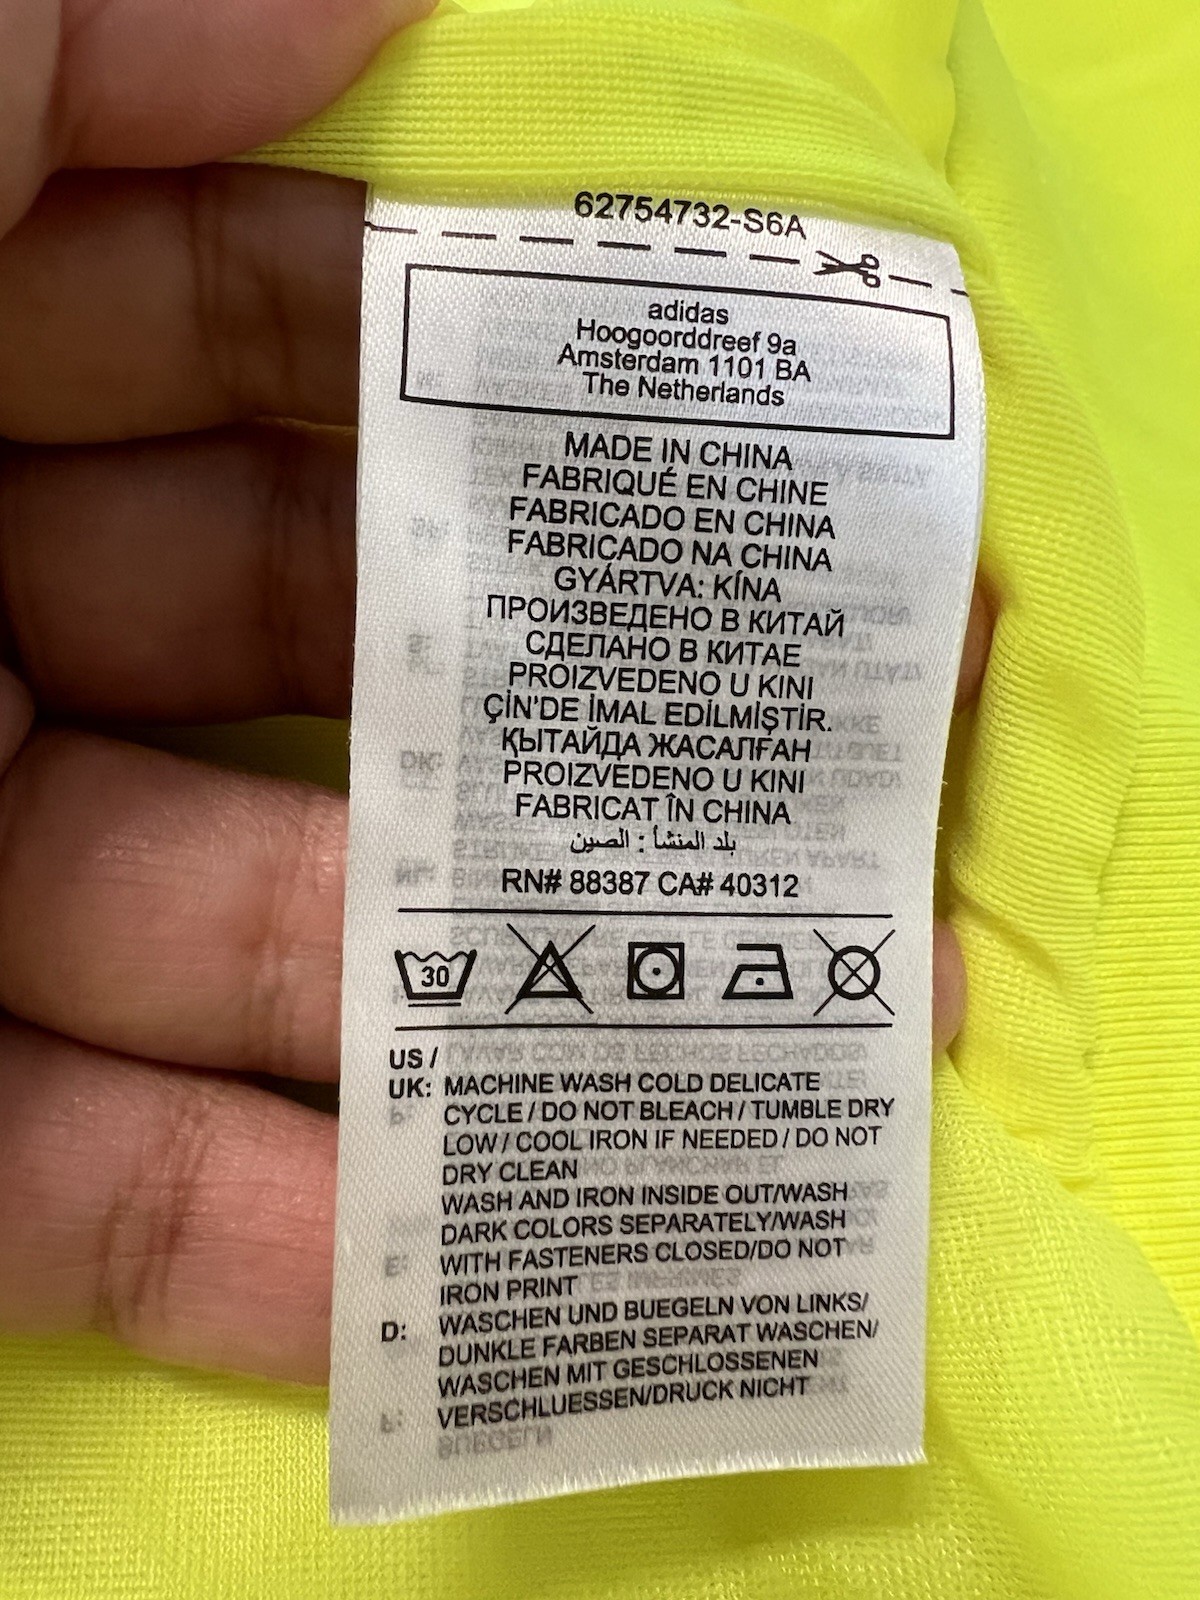 62754732-S6A
adidas
Hoogoorddreef 9a
Amsterdam 1101 BA
The Netherlands
MADE IN CHINA
FABRIQUÉ EN CHINE
FABRICADO EN CHINA
FABRICADO NA CHINA
GYÁRTVA: KÍNA
ПРОИЗВЕДЕНО В КИТАЙ
СДЕЛАНО В КИТАЕ
PROIZVEDENO U KINI
ÇİN'DE İMAL EDİLMİŞTİR.
ҚЫТАЙДА ЖАСАЛҒАН
PROIZVEDENO U KINI
FABRICAT ÎN CHINA
بلد المنشأ : الصين
RN# 88387 CA# 40312
30
US /
UK: MACHINE WASH COLD DELICATE
CYCLE / DO NOT BLEACH / TUMBLE DRY
LOW / COOL IRON IF NEEDED / DO NOT
DRY CLEAN
WASH AND IRON INSIDE OUT/WASH
DARK COLORS SEPARATELY/WASH
WITH FASTENERS CLOSED/DO NOT
IRON PRINT
D: WASCHEN UND BUEGELN VON LINKS/
DUNKLE FARBEN SEPARAT WASCHEN/
WASCHEN MIT GESCHLOSSENEN
VERSCHLUESSEN/DRUCK NICHT